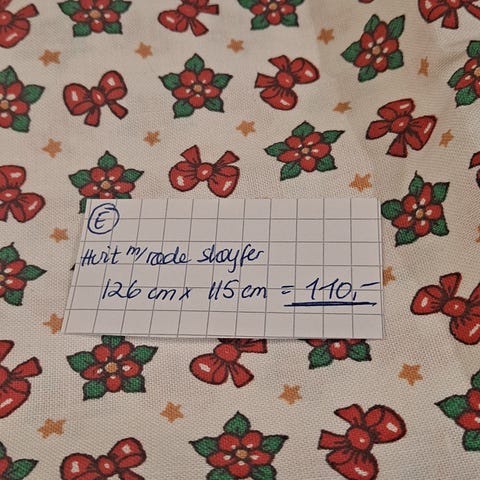 E
Hvit m/røde sløyfer
126 cm x 115 cm = 110,-